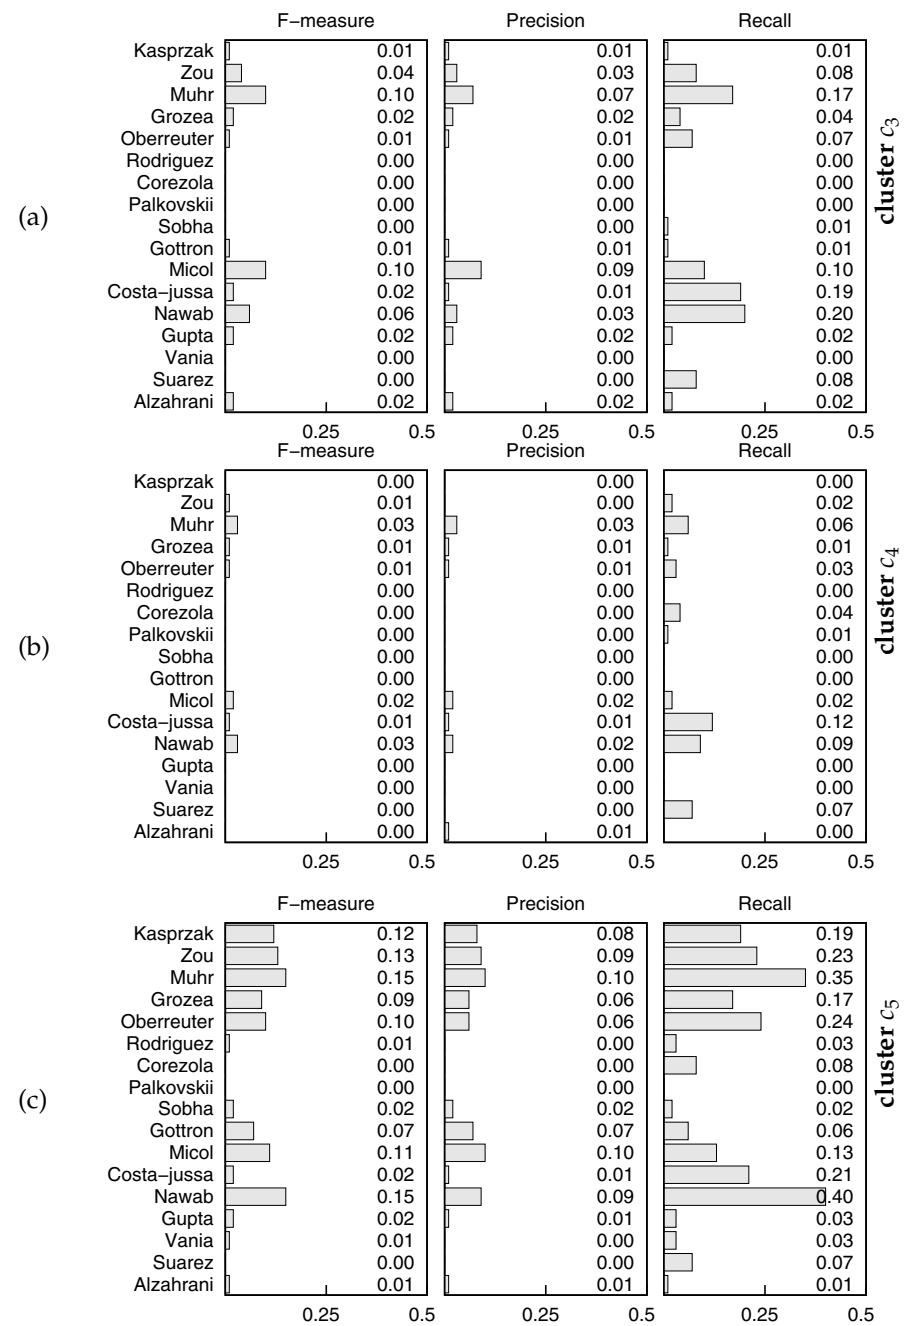 F−measure Precision Recall
Kasprzak 0.01 0.01 0.01
Zou 0.04 0.03 0.08
Muhr 0.10 0.07 0.17
Grozea 0.02 0.02 0.04
Oberreuter 0.01 0.01 0.07
Rodriguez 0.00 0.00 0.00
Corezola 0.00 0.00 0.00
Palkovskii 0.00 0.00 0.00
(a)
Sobha 0.00 0.00 0.01
Gottron 0.01 0.01 0.01
Micol 0.10 0.09 0.10
Costa−jussa 0.02 0.01 0.19
Nawab 0.06 0.03 0.20
Gupta 0.02 0.02 0.02
Vania 0.00 0.00 0.00
Suarez 0.00 0.00 0.08
Alzahrani 0.02 0.02 0.02
0.25 0.5 0.25 0.5 0.25 0.5
cluster c3
F−measure Precision Recall
Kasprzak 0.00 0.00 0.00
Zou 0.01 0.00 0.02
Muhr 0.03 0.03 0.06
Grozea 0.01 0.01 0.01
Oberreuter 0.01 0.01 0.03
Rodriguez 0.00 0.00 0.00
Corezola 0.00 0.00 0.04
Palkovskii 0.00 0.00 0.01
(b)
Sobha 0.00 0.00 0.00
Gottron 0.00 0.00 0.00
Micol 0.02 0.02 0.02
Costa−jussa 0.01 0.01 0.12
Nawab 0.03 0.02 0.09
Gupta 0.00 0.00 0.00
Vania 0.00 0.00 0.00
Suarez 0.00 0.00 0.07
Alzahrani 0.00 0.01 0.00
0.25 0.5 0.25 0.5 0.25 0.5
cluster c4
F−measure Precision Recall
Kasprzak 0.12 0.08 0.19
Zou 0.13 0.09 0.23
Muhr 0.15 0.10 0.35
Grozea 0.09 0.06 0.17
Oberreuter 0.10 0.06 0.24
Rodriguez 0.01 0.00 0.03
Corezola 0.00 0.00 0.08
Palkovskii 0.00 0.00 0.00
(c)
Sobha 0.02 0.02 0.02
Gottron 0.07 0.07 0.06
Micol 0.11 0.10 0.13
Costa−jussa 0.02 0.01 0.21
Nawab 0.15 0.09 0.40
Gupta 0.02 0.01 0.03
Vania 0.01 0.00 0.03
Suarez 0.00 0.00 0.07
Alzahrani 0.01 0.01 0.01
0.25 0.5 0.25 0.5 0.25 0.5
cluster c5